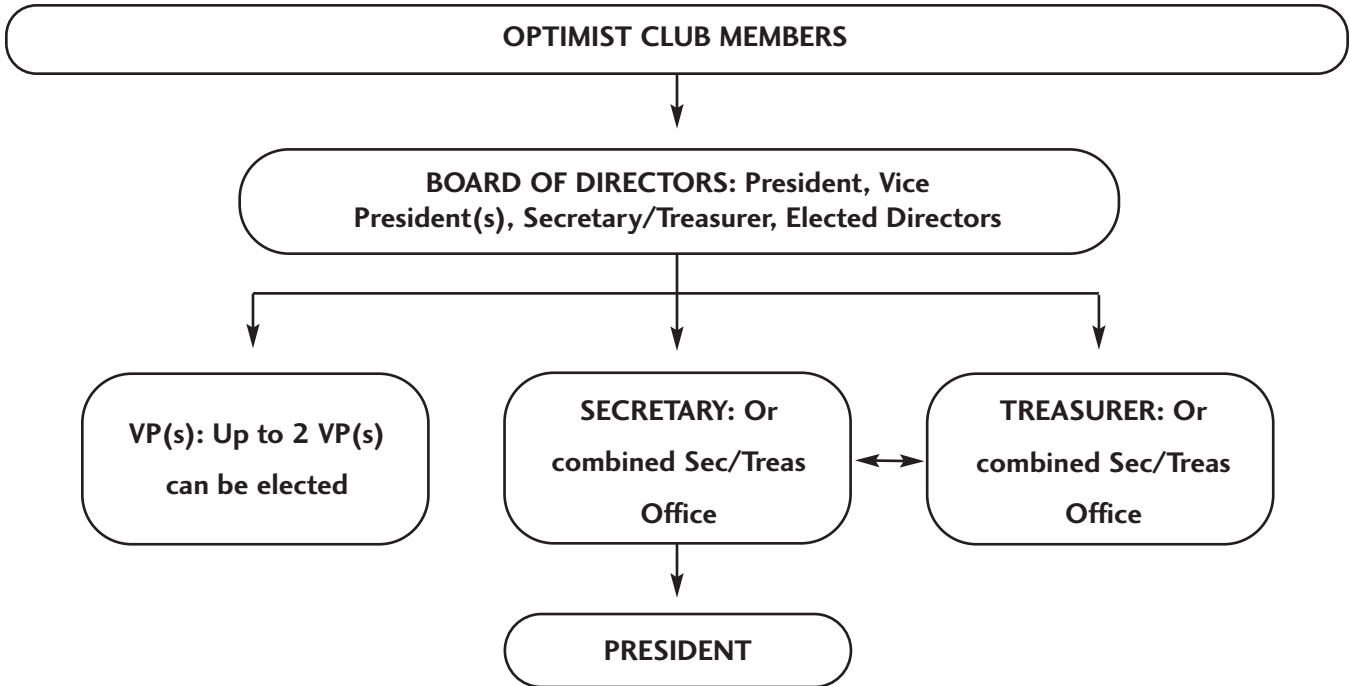 OPTIMIST CLUB MEMBERS
BOARD OF DIRECTORS: President, Vice
President(s), Secretary/Treasurer, Elected Directors
VP(s): Up to 2 VP(s)
can be elected
SECRETARY: Or
combined Sec/Treas
Office
TREASURER: Or
combined Sec/Treas
Office
PRESIDENT